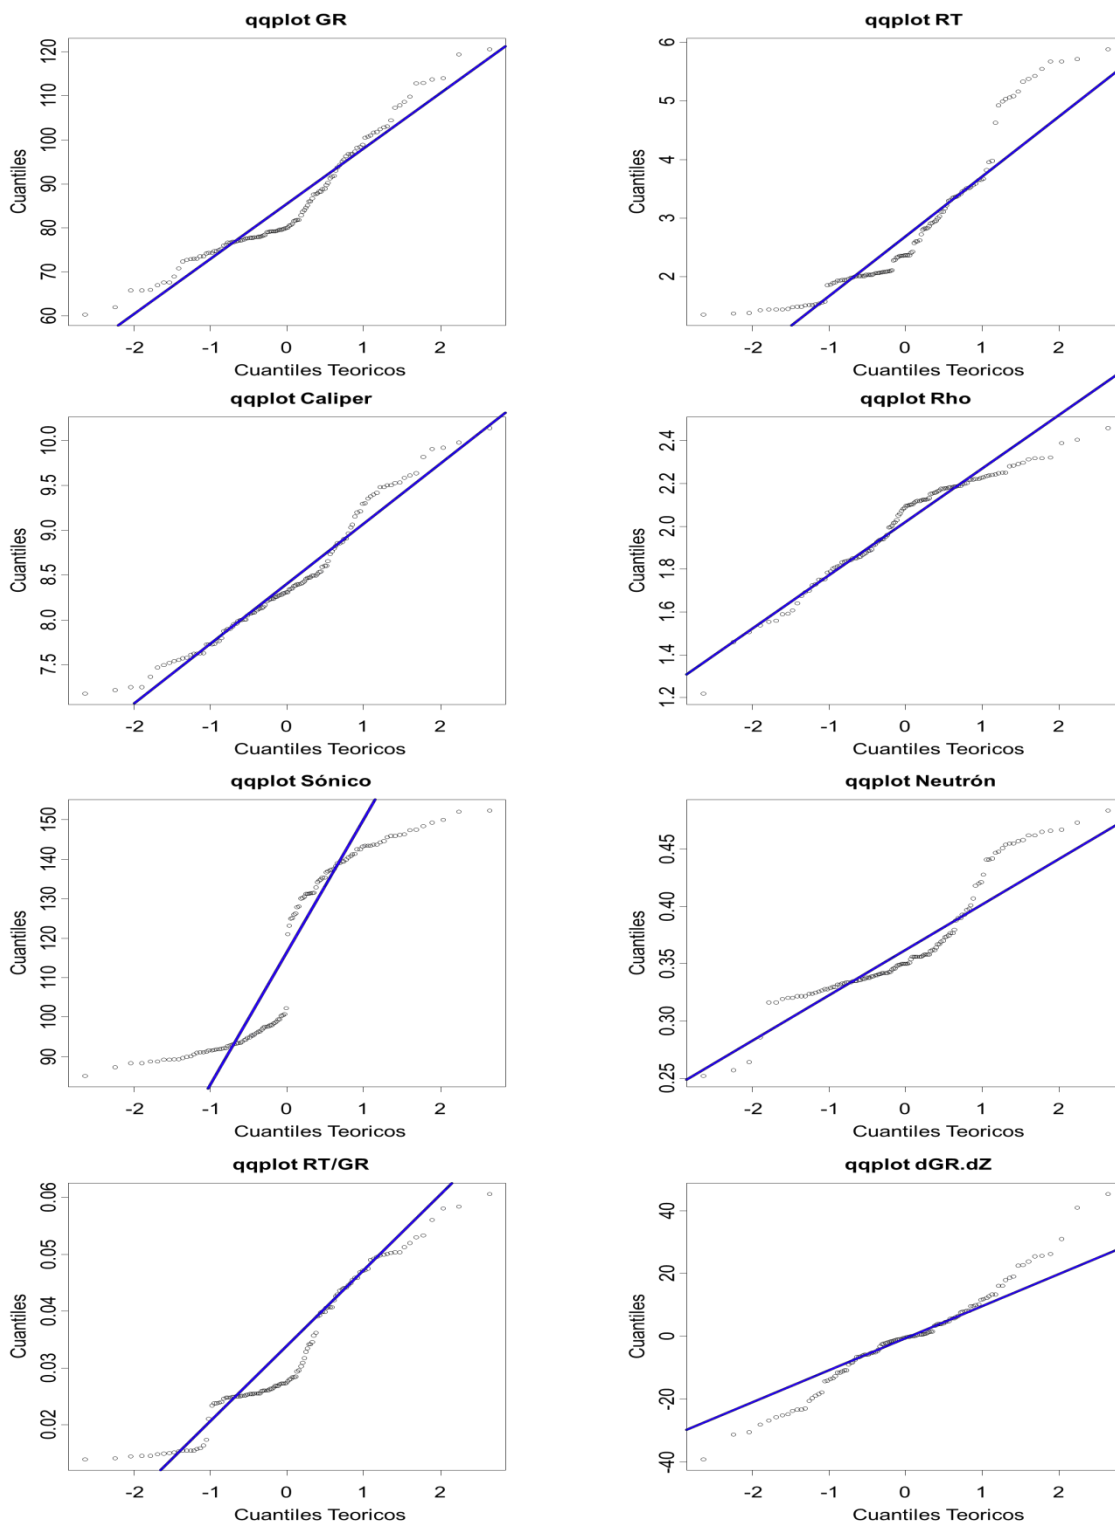 qqplot GR
Cuantiles
60 70 80 90 100 110 120
-2 -1 0 1 2
Cuantiles Teoricos
qqplot RT
Cuantiles
2 3 4 5 6
-2 -1 0 1 2
Cuantiles Teoricos
qqplot Caliper
Cuantiles
7.5 8.0 8.5 9.0 9.5 10.0
-2 -1 0 1 2
Cuantiles Teoricos
qqplot Rho
Cuantiles
1.2 1.4 1.6 1.8 2.0 2.2 2.4
-2 -1 0 1 2
Cuantiles Teoricos
qqplot Sónico
Cuantiles
90 100 110 120 130 140 150
-2 -1 0 1 2
Cuantiles Teoricos
qqplot Neutrón
Cuantiles
0.25 0.30 0.35 0.40 0.45
-2 -1 0 1 2
Cuantiles Teoricos
qqplot RT/GR
Cuantiles
0.02 0.03 0.04 0.05 0.06
-2 -1 0 1 2
Cuantiles Teoricos
qqplot dGR.dZ
Cuantiles
-40 -20 0 20 40
-2 -1 0 1 2
Cuantiles Teoricos